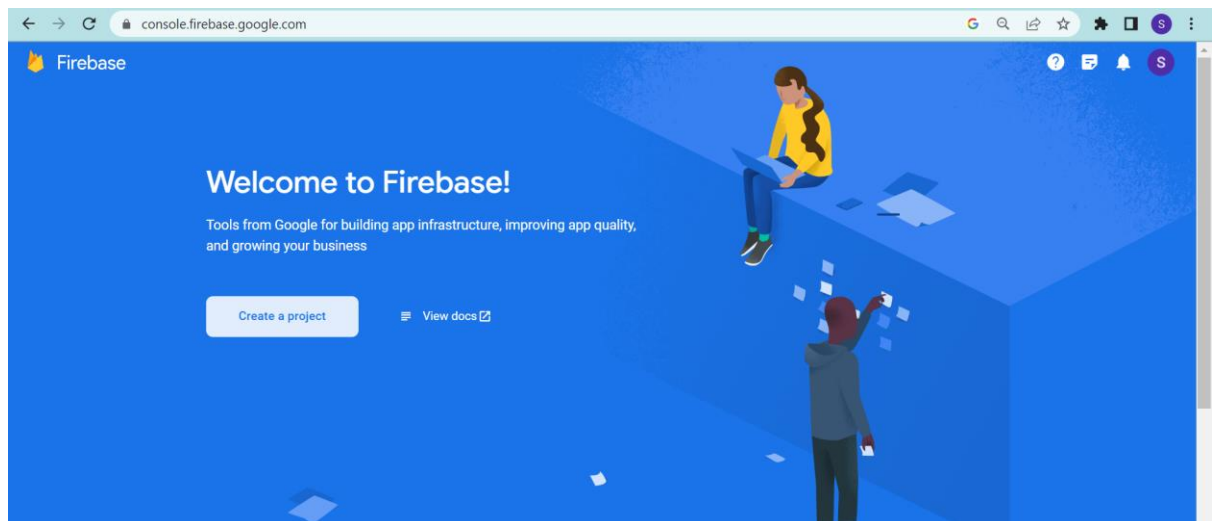 console.firebase.google.com
G
S
Firebase
?
S
Welcome to Firebase!
Tools from Google for building app infrastructure, improving app quality,
and growing your business
Create a project
View docs